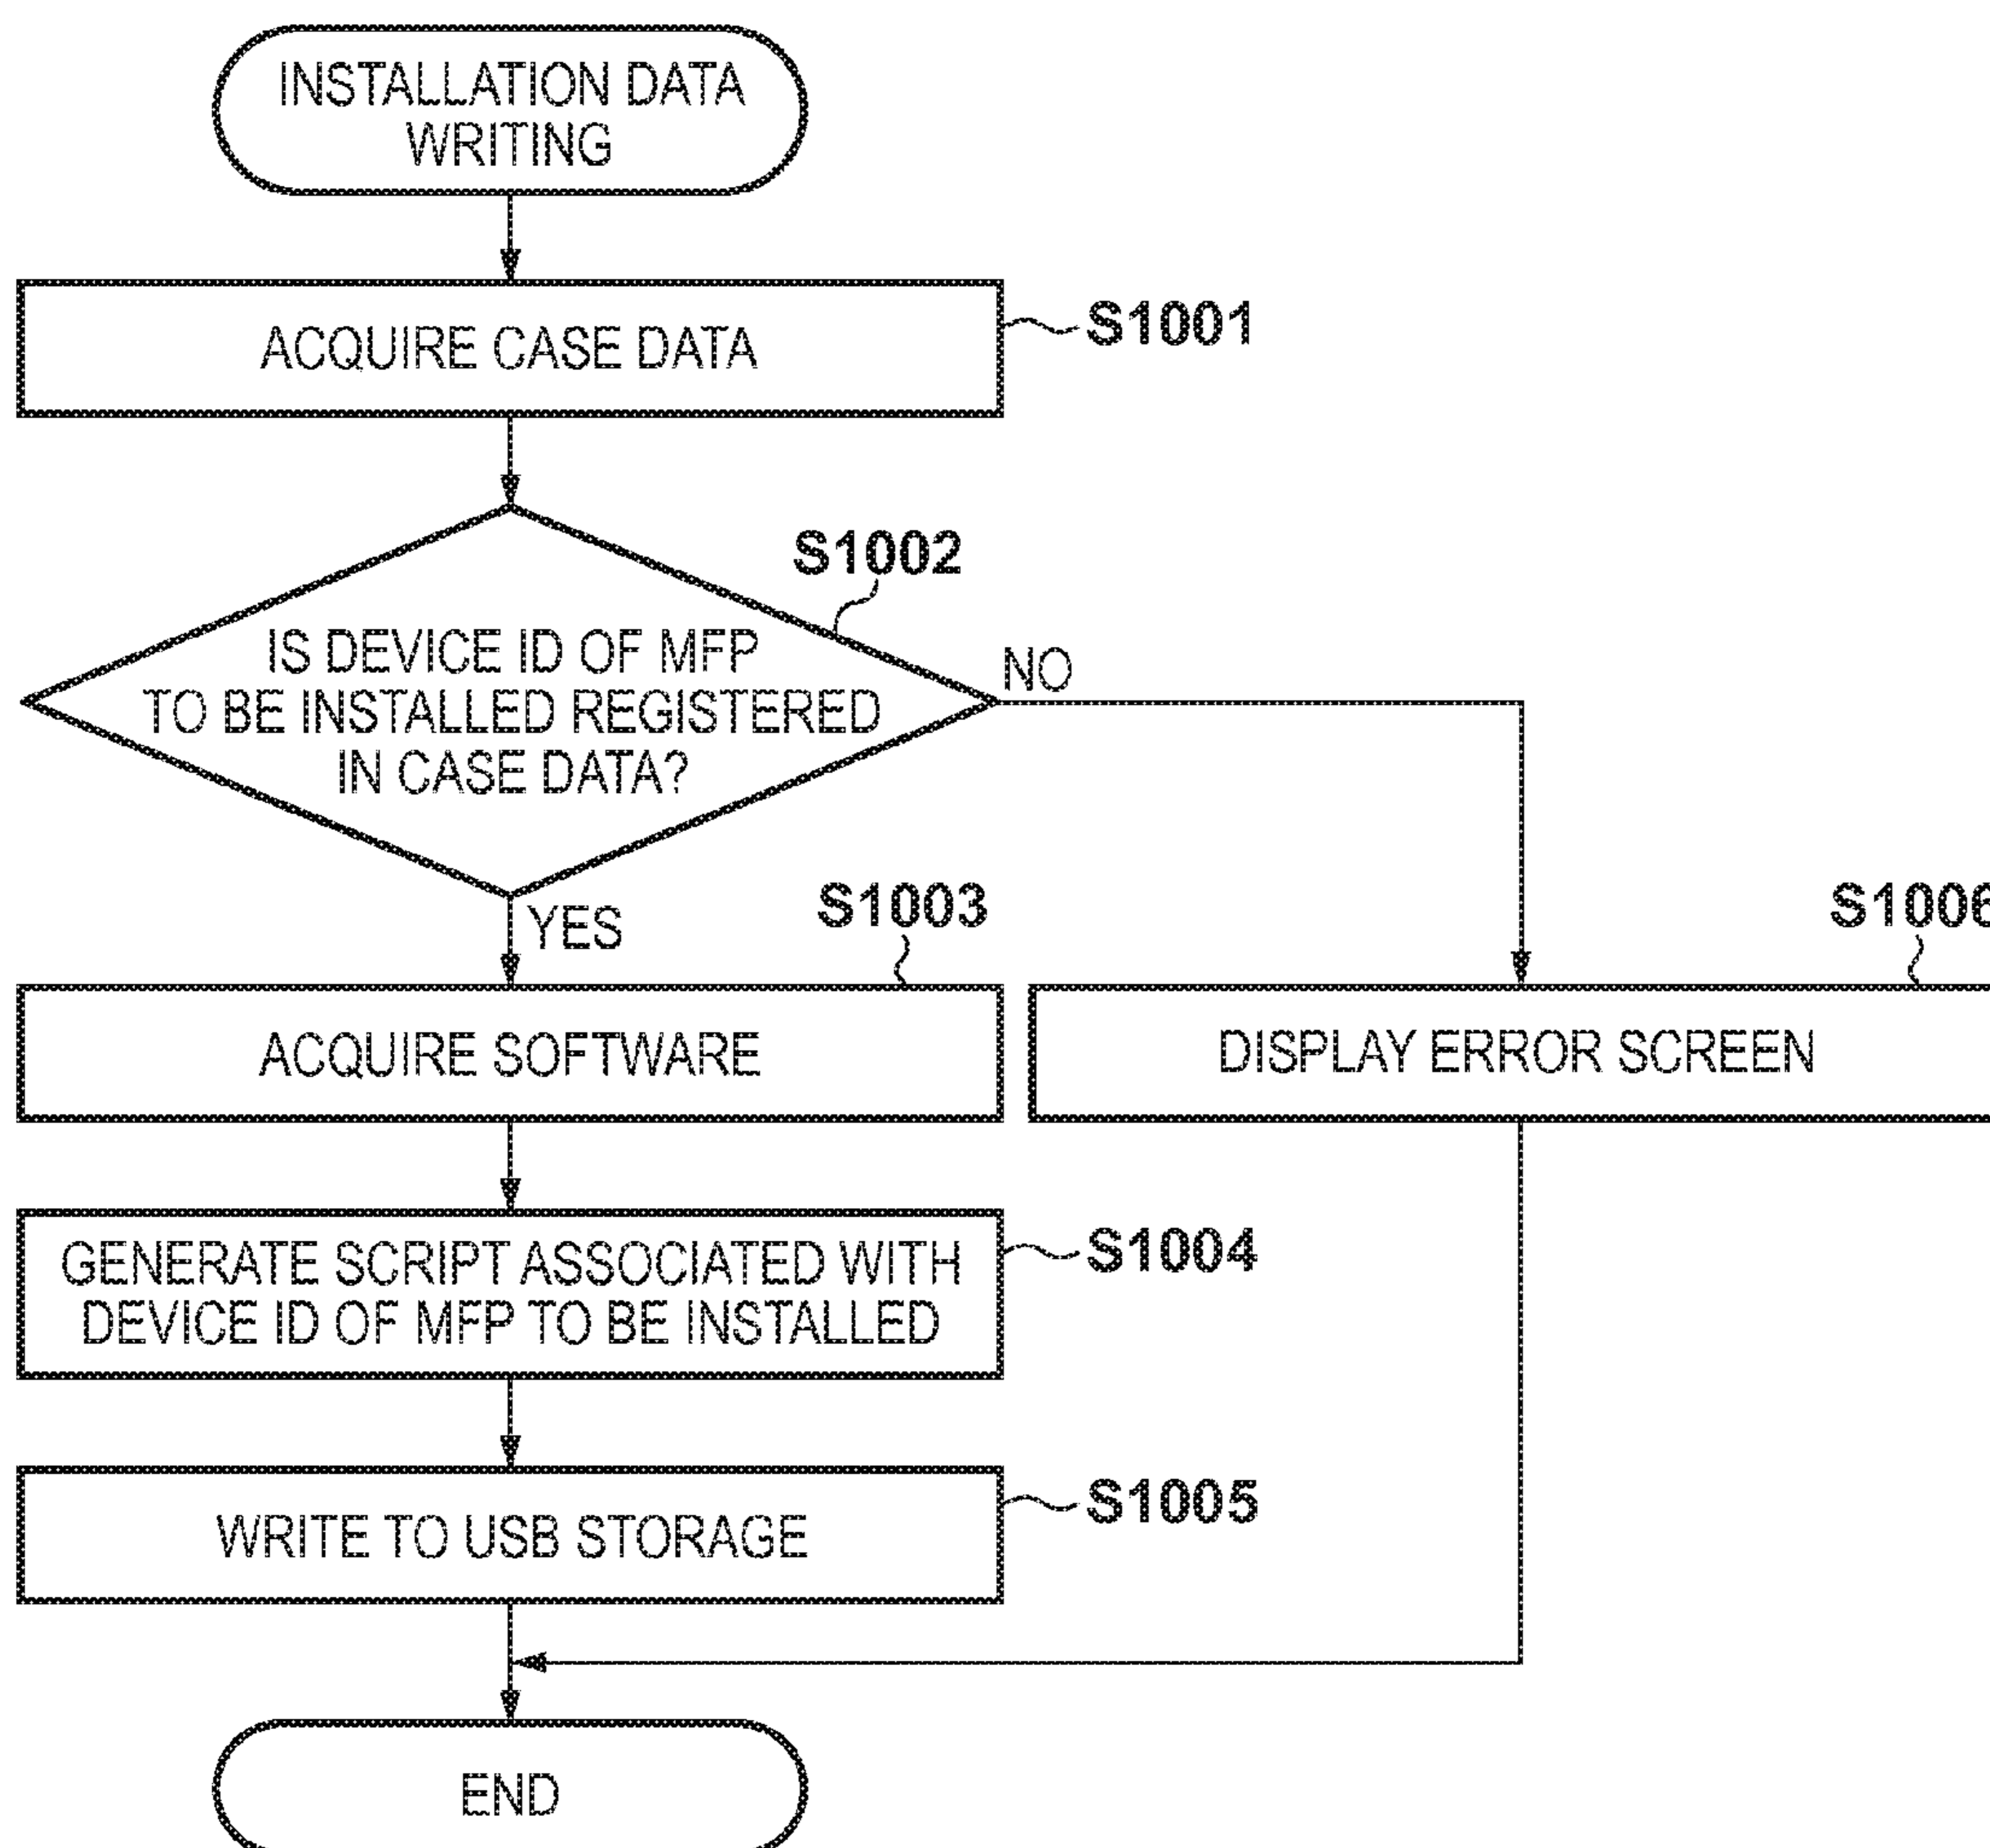 INSTALLATION DATA
WRITING
ACQUIRE CASE DATA
S1001
S1002
IS DEVICE ID OF MFP
TO BE INSTALLED REGISTERED
IN CASE DATA?
NO
YES
S1003
S1006
ACQUIRE SOFTWARE
DISPLAY ERROR SCREEN
GENERATE SCRIPT ASSOCIATED WITH
DEVICE ID OF MFP TO BE INSTALLED
S1004
WRITE TO USB STORAGE
S1005
END